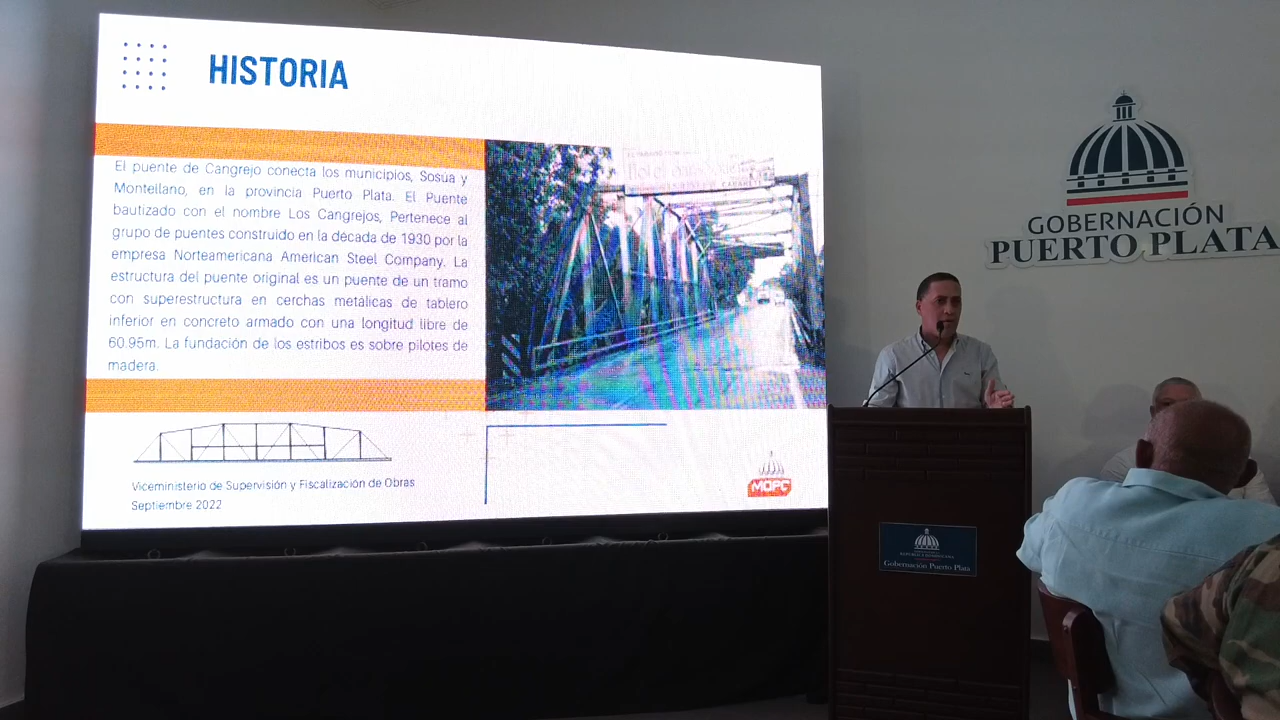 HISTORIA
El puente de Cangrejo conecta los municipios, Sosúa y
Montellano, en la provincia Puerto Plata. El Puente
bautizado con el nombre Los Cangrejos, Pertenece al
grupo de puentes construido en la década de 1930 por la
empresa Norteamericana American Steel Company. La
estructura del puente original es un puente de un tramo
con superestructura en cerchas metálicas de tablero
inferior en concreto armado con una longitud libre de
60.95m. La fundación de los estribos es sobre pilotes de
madera.
Viceministerio de Supervisión y Fiscalización de Obras
Septiembre 2022
MOPC
GOBERNACIÓN
PUERTO PLATA
REPÚBLICA DOMINICANA
Gobernación Puerto Plata